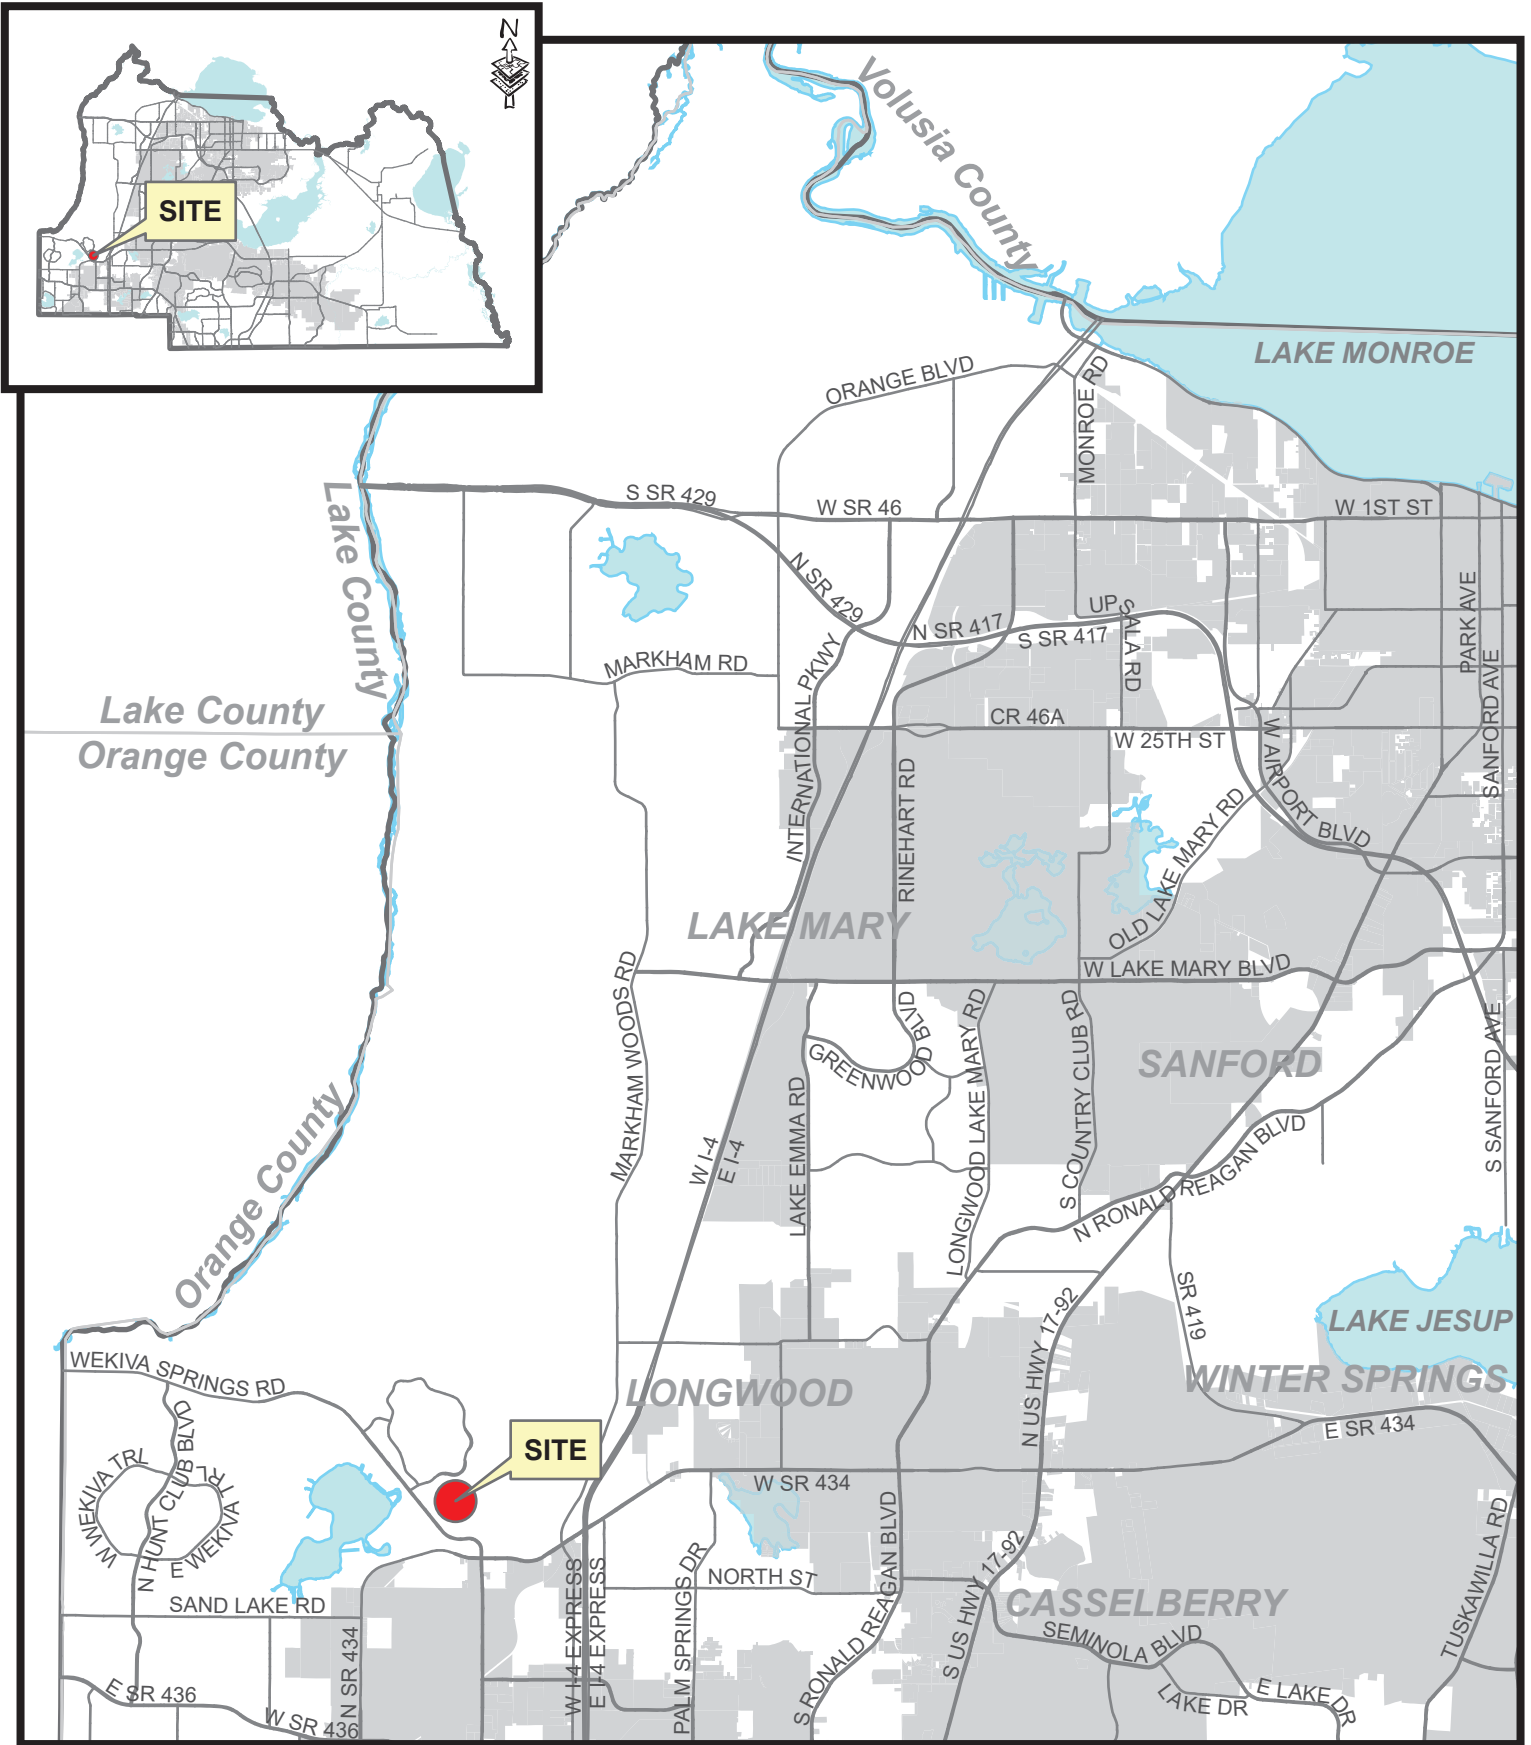 N
SITE
Volusia County
LAKE MONROE
ORANGE BLVD
MONROE RD
Lake County
S SR 429
W SR 46
W 1ST ST
N SR 429
N SR 417
S SR 417
UPSALA RD
PARK AVE
SANFORD AVE
MARKHAM RD
INTERNATIONAL PKWY
Lake County
Orange County
CR 46A
W 25TH ST
W AIRPORT BLVD
RINEHART RD
OLD LAKE MARY RD
LAKE MARY
W LAKE MARY BLVD
MARKHAM WOODS RD
GREENWOOD BLVD
LONGWOOD LAKE MARY RD
S COUNTRY CLUB RD
SANFORD
S SANFORD AVE
Orange County
W I-4
E I-4
LAKE EMMA RD
N RONALD REAGAN BLVD
SR 419
LAKE JESUP
WINTER SPRINGS
N US HWY 17-92
WEKIVA SPRINGS RD
LONGWOOD
E SR 434
SITE
W WEKIVA TRL
N HUNT CLUB BLVD
E WEKIVA TRL
W SR 434
S RONALD REAGAN BLVD
S US HWY 17-92
TUSKAWILLA RD
NORTH ST
PALM SPRINGS DR
W I-4 EXPRESS
E I-4 EXPRESS
CASSELBERRY
SAND LAKE RD
N SR 434
SEMINOLA BLVD
E SR 436
W SR 436
LAKE DR
E LAKE DR